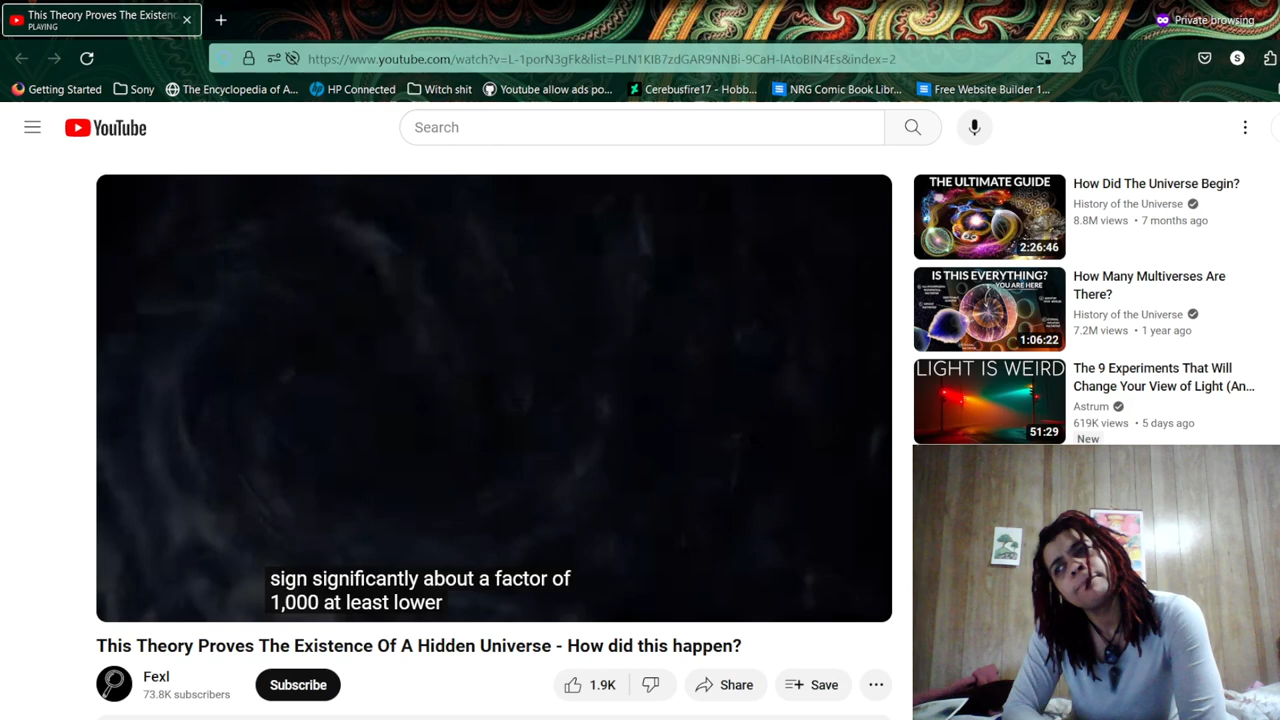 This Theory Proves The Existenc
PLAYING
Private browsing
https://www.youtube.com/watch?v=L-1porN3gFk&list=PLN1KIB7zdGAR9NNBi-9CaH-lAtoBIN4Es&index=2
Getting Started
Sony
The Encyclopedia of A...
HP Connected
Witch shit
Youtube allow ads po...
Cerebusfire17 - Hobb...
NRG Comic Book Libr...
Free Website Builder 1...
YouTube
Search
THE ULTIMATE GUIDE
2:26:46
How Did The Universe Begin?
History of the Universe
8.8M views • 7 months ago
IS THIS EVERYTHING?
YOU ARE HERE
1:06:22
How Many Multiverses Are
There?
History of the Universe
7.2M views • 1 year ago
LIGHT IS WEIRD
51:29
The 9 Experiments That Will
Change Your View of Light (An...
Astrum
619K views • 5 days ago
New
sign significantly about a factor of
1,000 at least lower
This Theory Proves The Existence Of A Hidden Universe - How did this happen?
Fexl
73.8K subscribers
Subscribe
1.9K
Share
Save